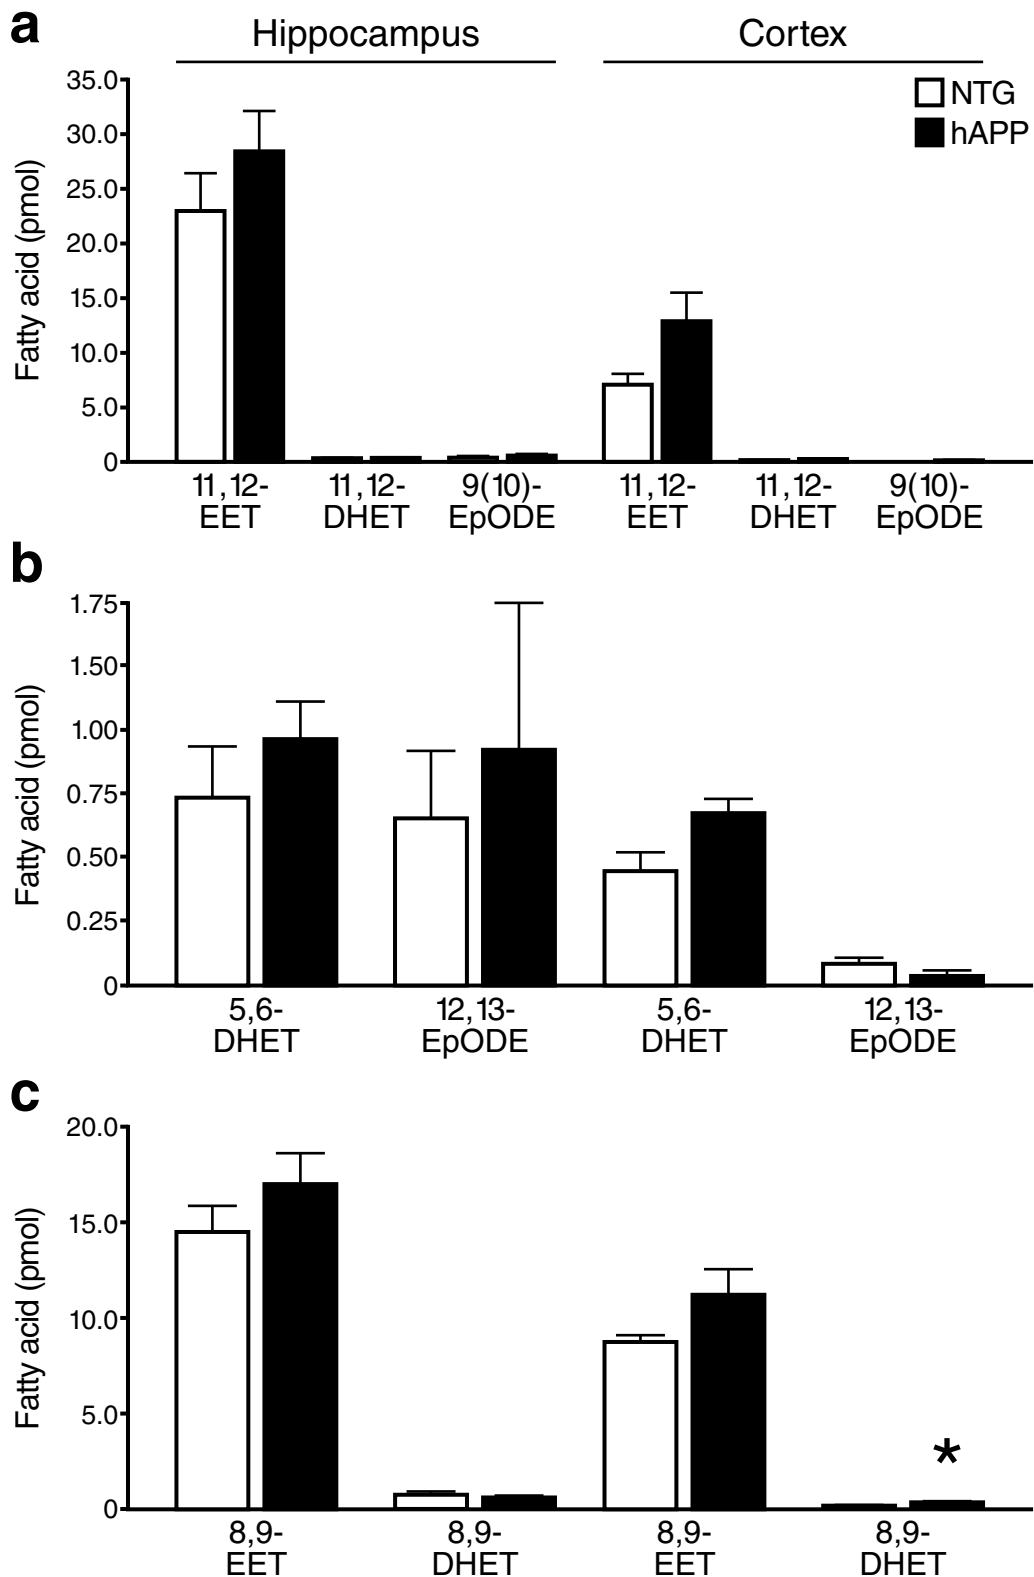 a
Hippocampus Cortex
NTG
hAPP
Fatty acid (pmol)
35.0
30.0
25.0
20.0
15.0
10.0
5.0
0
11,12- 11,12- 9(10)- 11,12- 11,12- 9(10)-
EET DHET EpODE EET DHET EpODE
b
Fatty acid (pmol)
1.75
1.50
1.00
0.75
0.50
0.25
0
5,6- 12,13- 5,6- 12,13-
DHET EpODE DHET EpODE
c
Fatty acid (pmol)
20.0
15.0
10.0
5.0
0
*
8,9- 8,9- 8,9- 8,9-
EET DHET EET DHET